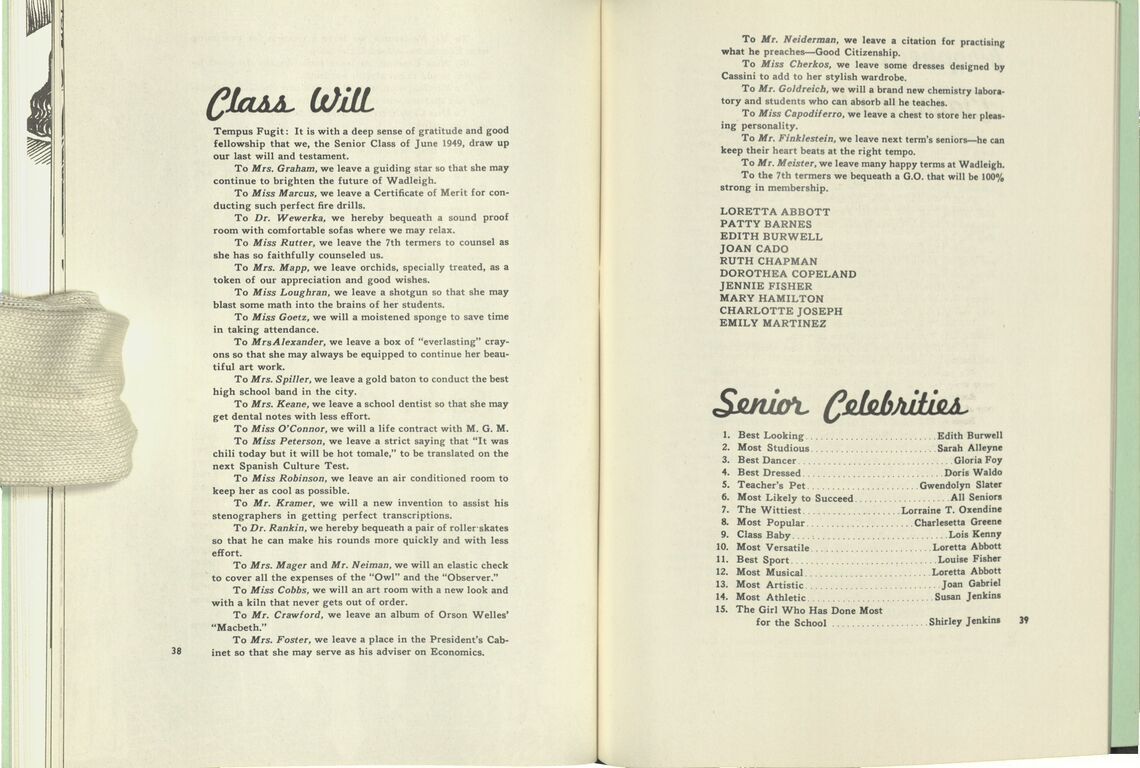 Class Will
Tempus Fugit: It is with a deep sense of gratitude and good
fellowship that we, the Senior Class of June 1949, draw up
our last will and testament.
To Mrs. Graham, we leave a guiding star so that she may
continue to brighten the future of Wadleigh.
To Miss Marcus, we leave a Certificate of Merit for con-
ducting such perfect fire drills.
To Dr. Wewerka, we hereby bequeath a sound proof
room with comfortable sofas where we may relax.
To Miss Rutter, we leave the 7th termers to counsel as
she has so faithfully counseled us.
To Mrs. Mapp, we leave orchids, specially treated, as a
token of our appreciation and good wishes.
To Miss Loughran, we leave a shotgun so that she may
blast some math into the brains of her students.
To Miss Goetz, we will a moistened sponge to save time
in taking attendance.
To MrsAlexander, we leave a box of "everlasting" cray-
ons so that she may always be equipped to continue her beau-
tiful art work.
To Mrs. Spiller, we leave a gold baton to conduct the best
high school band in the city.
To Mrs. Keane, we leave a school dentist so that she may
get dental notes with less effort.
To Miss O'Connor, we will a life contract with M. G. M.
To Miss Peterson, we leave a strict saying that "It was
chili today but it will be hot tomale," to be translated on the
next Spanish Culture Test.
To Miss Robinson, we leave an air conditioned room to
keep her as cool as possible.
To Mr. Kramer, we will a new invention to assist his
stenographers in getting perfect transcriptions.
To Dr. Rankin, we hereby bequeath a pair of roller skates
so that he can make his rounds more quickly and with less
effort.
To Mrs. Mager and Mr. Neiman, we will an elastic check
to cover all the expenses of the "Owl" and the "Observer."
To Miss Cobbs, we will an art room with a new look and
with a kiln that never gets out of order.
To Mr. Crawford, we leave an album of Orson Welles'
"Macbeth."
To Mrs. Foster, we leave a place in the President's Cab-
inet so that she may serve as his adviser on Economics.
38
To Mr. Neiderman, we leave a citation for practising
what he preaches—Good Citizenship.
To Miss Cherkos, we leave some dresses designed by
Cassini to add to her stylish wardrobe.
To Mr. Goldreich, we will a brand new chemistry labora-
tory and students who can absorb all he teaches.
To Miss Capodiferro, we leave a chest to store her pleas-
ing personality.
To Mr. Finklestein, we leave next term's seniors—he can
keep their heart beats at the right tempo.
To Mr. Meister, we leave many happy terms at Wadleigh.
To the 7th termers we bequeath a G.O. that will be 100%
strong in membership.
LORETTA ABBOTT
PATTY BARNES
EDITH BURWELL
JOAN CADO
RUTH CHAPMAN
DOROTHEA COPELAND
JENNIE FISHER
MARY HAMILTON
CHARLOTTE JOSEPH
EMILY MARTINEZ
Senior Celebrities
1. Best Looking........................Edith Burwell
2. Most Studious........................Sarah Alleyne
3. Best Dancer........................Gloria Foy
4. Best Dressed........................Doris Waldo
5. Teacher's Pet........................Gwendolyn Slater
6. Most Likely to Succeed..................All Seniors
7. The Wittiest..................Lorraine T. Oxendine
8. Most Popular....................Charlesetta Greene
9. Class Baby........................Lois Kenny
10. Most Versatile......................Loretta Abbott
11. Best Sport........................Louise Fisher
12. Most Musical........................Loretta Abbott
13. Most Artistic........................Joan Gabriel
14. Most Athletic........................Susan Jenkins
15. The Girl Who Has Done Most
for the School ....................Shirley Jenkins
39